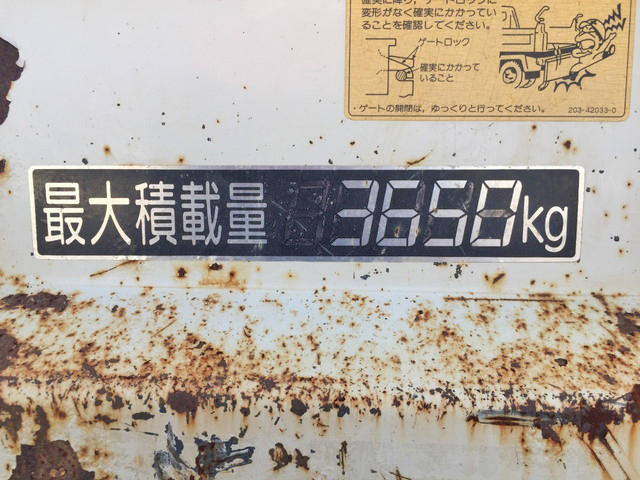 確実に降り、ゲートロックに
変形がなく確実にかかってい
ることを確認してください。
ゲートロック
確実にかかって
いること
・ゲートの開閉は、ゆっくりと行ってください。
203-42033-0
最大積載量 3650kg